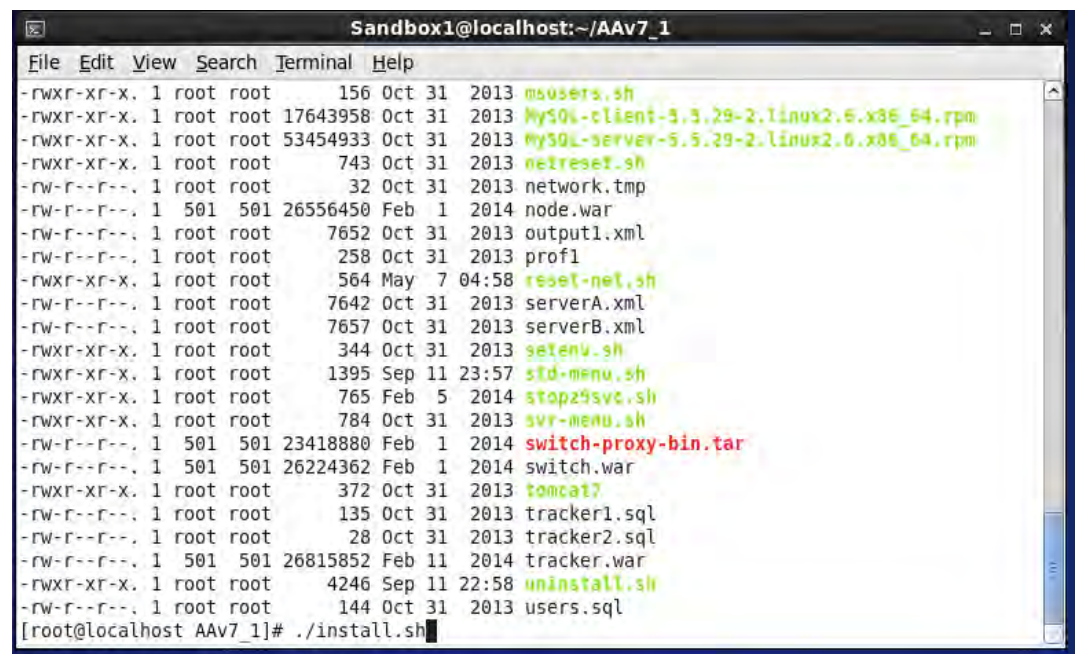 Sandbox1@localhost:~/AAv7_1
File Edit View Search Terminal Help
-rwxr-xr-x. 1 root root 156 Oct 31 2013 msusers.sh
-rwxr-xr-x. 1 root root 17643958 Oct 31 2013 MySQL-client-5.5.29-2.linux2.6.x86_64.rpm
-rwxr-xr-x. 1 root root 53454933 Oct 31 2013 MySQL-server-5.5.29-2.linux2.6.x86_64.rpm
-rwxr-xr-x. 1 root root 743 Oct 31 2013 netreset.sh
-rw-r--r--. 1 root root 32 Oct 31 2013 network.tmp
-rw-r--r--. 1 501 501 26556450 Feb 1 2014 node.war
-rw-r--r--. 1 root root 7652 Oct 31 2013 output1.xml
-rw-r--r--. 1 root root 258 Oct 31 2013 prof1
-rwxr-xr-x. 1 root root 564 May 7 04:58 reset-net.sh
-rw-r--r--. 1 root root 7642 Oct 31 2013 serverA.xml
-rw-r--r--. 1 root root 7657 Oct 31 2013 serverB.xml
-rwxr-xr-x. 1 root root 344 Oct 31 2013 setenv.sh
-rwxr-xr-x. 1 root root 1395 Sep 11 23:57 std-menu.sh
-rwxr-xr-x. 1 root root 765 Feb 5 2014 stopz9svc.sh
-rwxr-xr-x. 1 root root 784 Oct 31 2013 svr-menu.sh
-rw-r--r--. 1 501 501 23418880 Feb 1 2014 switch-proxy-bin.tar
-rw-r--r--. 1 501 501 26224362 Feb 1 2014 switch.war
-rwxr-xr-x. 1 root root 372 Oct 31 2013 tomcat7
-rw-r--r--. 1 root root 135 Oct 31 2013 tracker1.sql
-rw-r--r--. 1 root root 28 Oct 31 2013 tracker2.sql
-rw-r--r--. 1 501 501 26815852 Feb 11 2014 tracker.war
-rwxr-xr-x. 1 root root 4246 Sep 11 22:58 uninstall.sh
-rw-r--r--. 1 root root 144 Oct 31 2013 users.sql
[root@localhost AAv7_1]# ./install.sh